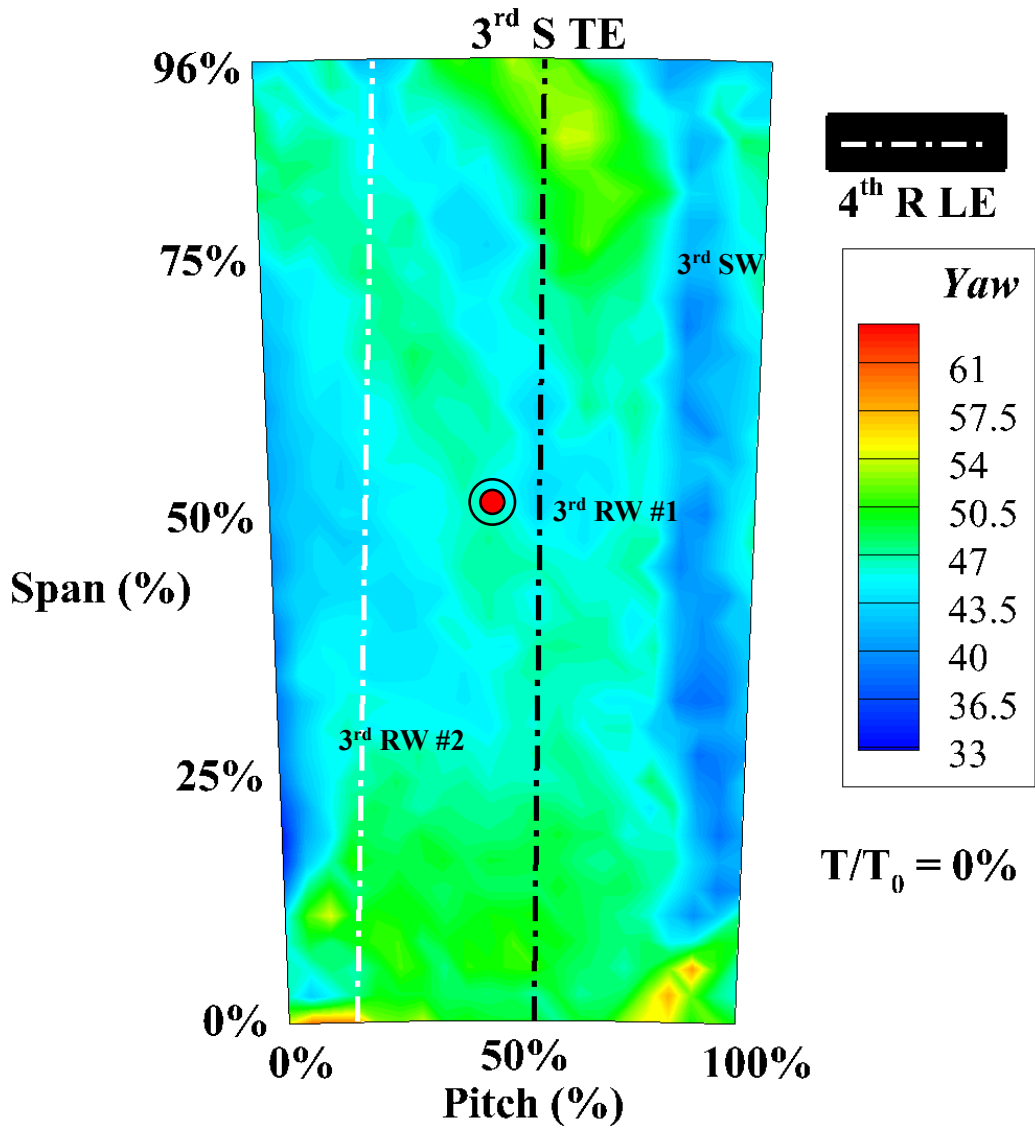 3rd S TE
96%
75%
50%
25%
0%
Span (%)
3rd SW
3rd RW #1
3rd RW #2
0%
50%
100%
Pitch (%)
4th R LE
Yaw
61
57.5
54
50.5
47
43.5
40
36.5
33
T/T0 = 0%